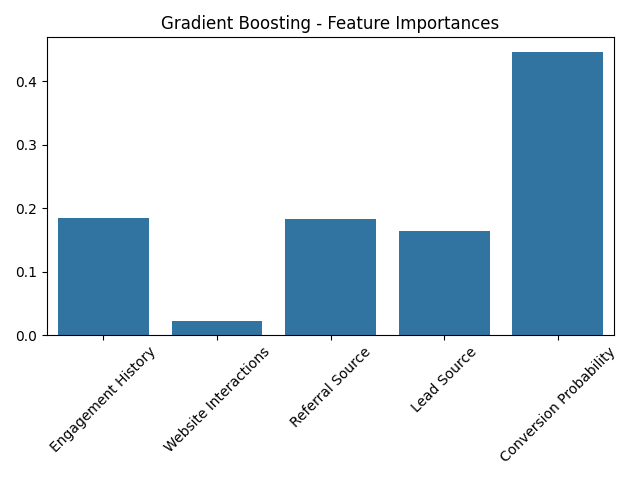 Gradient Boosting - Feature Importances
0.4
0.3
0.2
0.1
0.0
Engagement History
Website Interactions
Referral Source
Lead Source
Conversion Probability